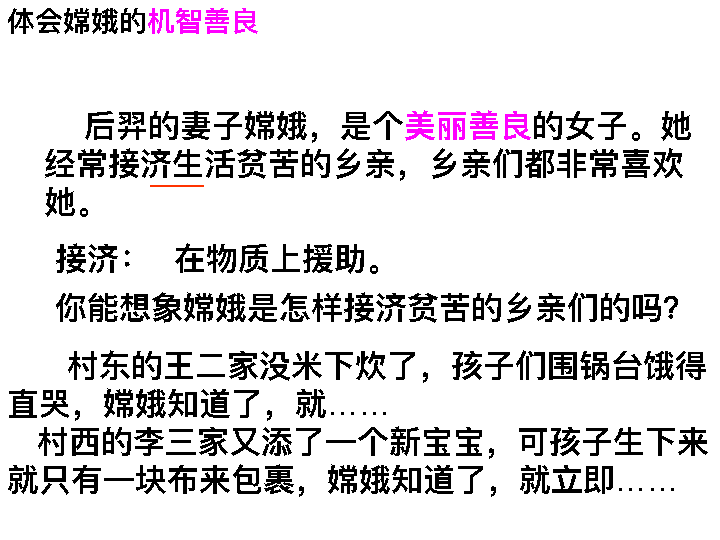 体会嫦娥的机智善良
后羿的妻子嫦娥，是个美丽善良的女子。她
经常接济生活贫苦的乡亲，乡亲们都非常喜欢
她。
接济： 在物质上援助。
你能想象嫦娥是怎样接济贫苦的乡亲们的吗?
村东的王二家没米下炊了，孩子们围锅台饿得
直哭，嫦娥知道了，就……
村西的李三家又添了一个新宝宝，可孩子生下来
就只有一块布来包裹，嫦娥知道了，就立即……